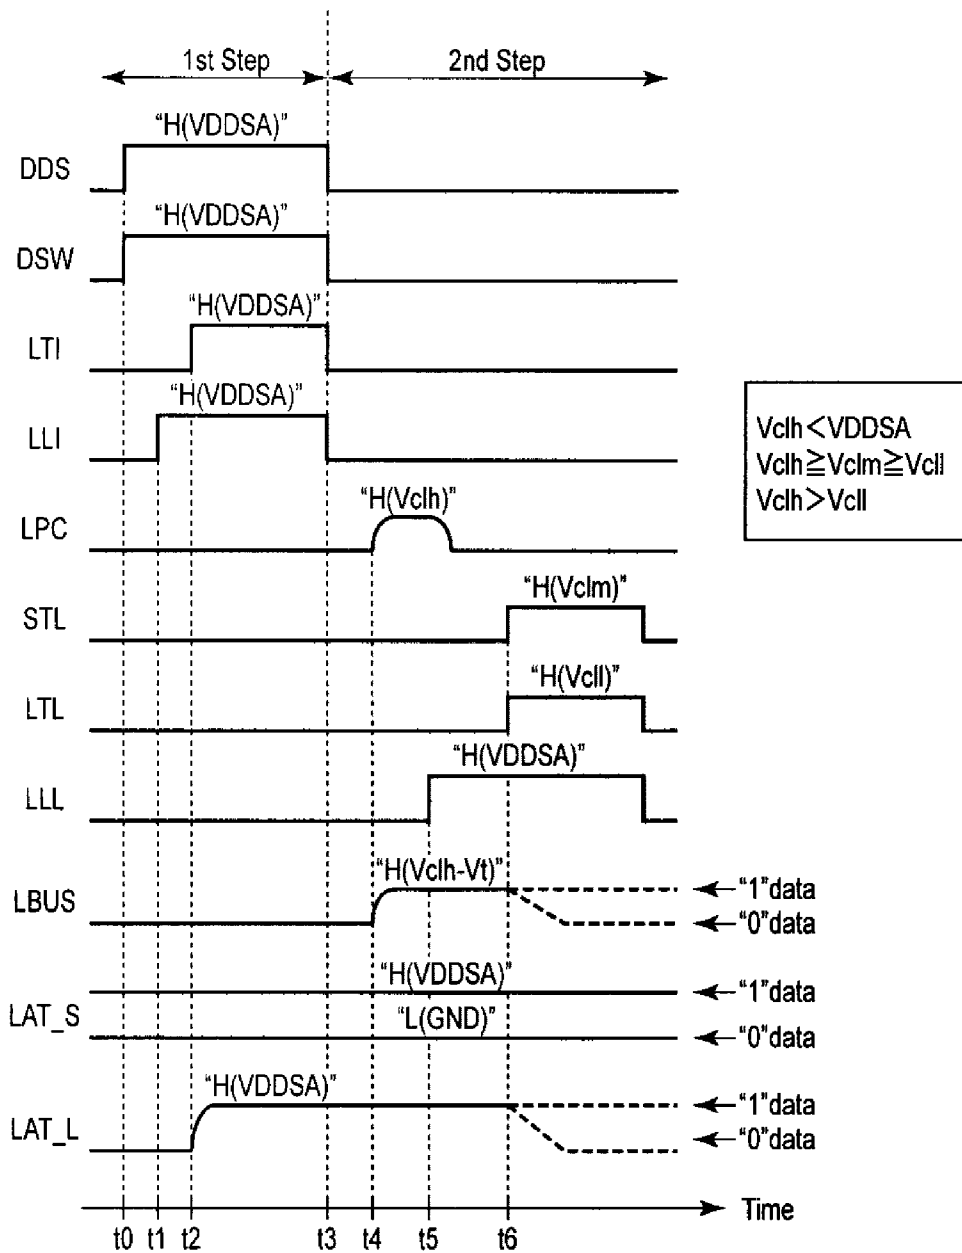 1st Step 2nd Step
“H(VDDSA)”
DDS
“H(VDDSA)”
DSW
“H(VDDSA)”
LTI
“H(VDDSA)”
LLI
Vclh<VDDSA
Vclh≧Vclm≧Vcll
Vclh>Vcll
“H(Vclh)”
LPC
“H(Vclm)”
STL
“H(Vcll)”
LTL
“H(VDDSA)”
LLL
“H(Vclh-Vt)”
“1”data
LBUS
“0”data
“H(VDDSA)”
“1”data
LAT_S
“L(GND)”
“0”data
“H(VDDSA)”
“1”data
LAT_L
“0”data
Time
t0 t1 t2 t3 t4 t5 t6